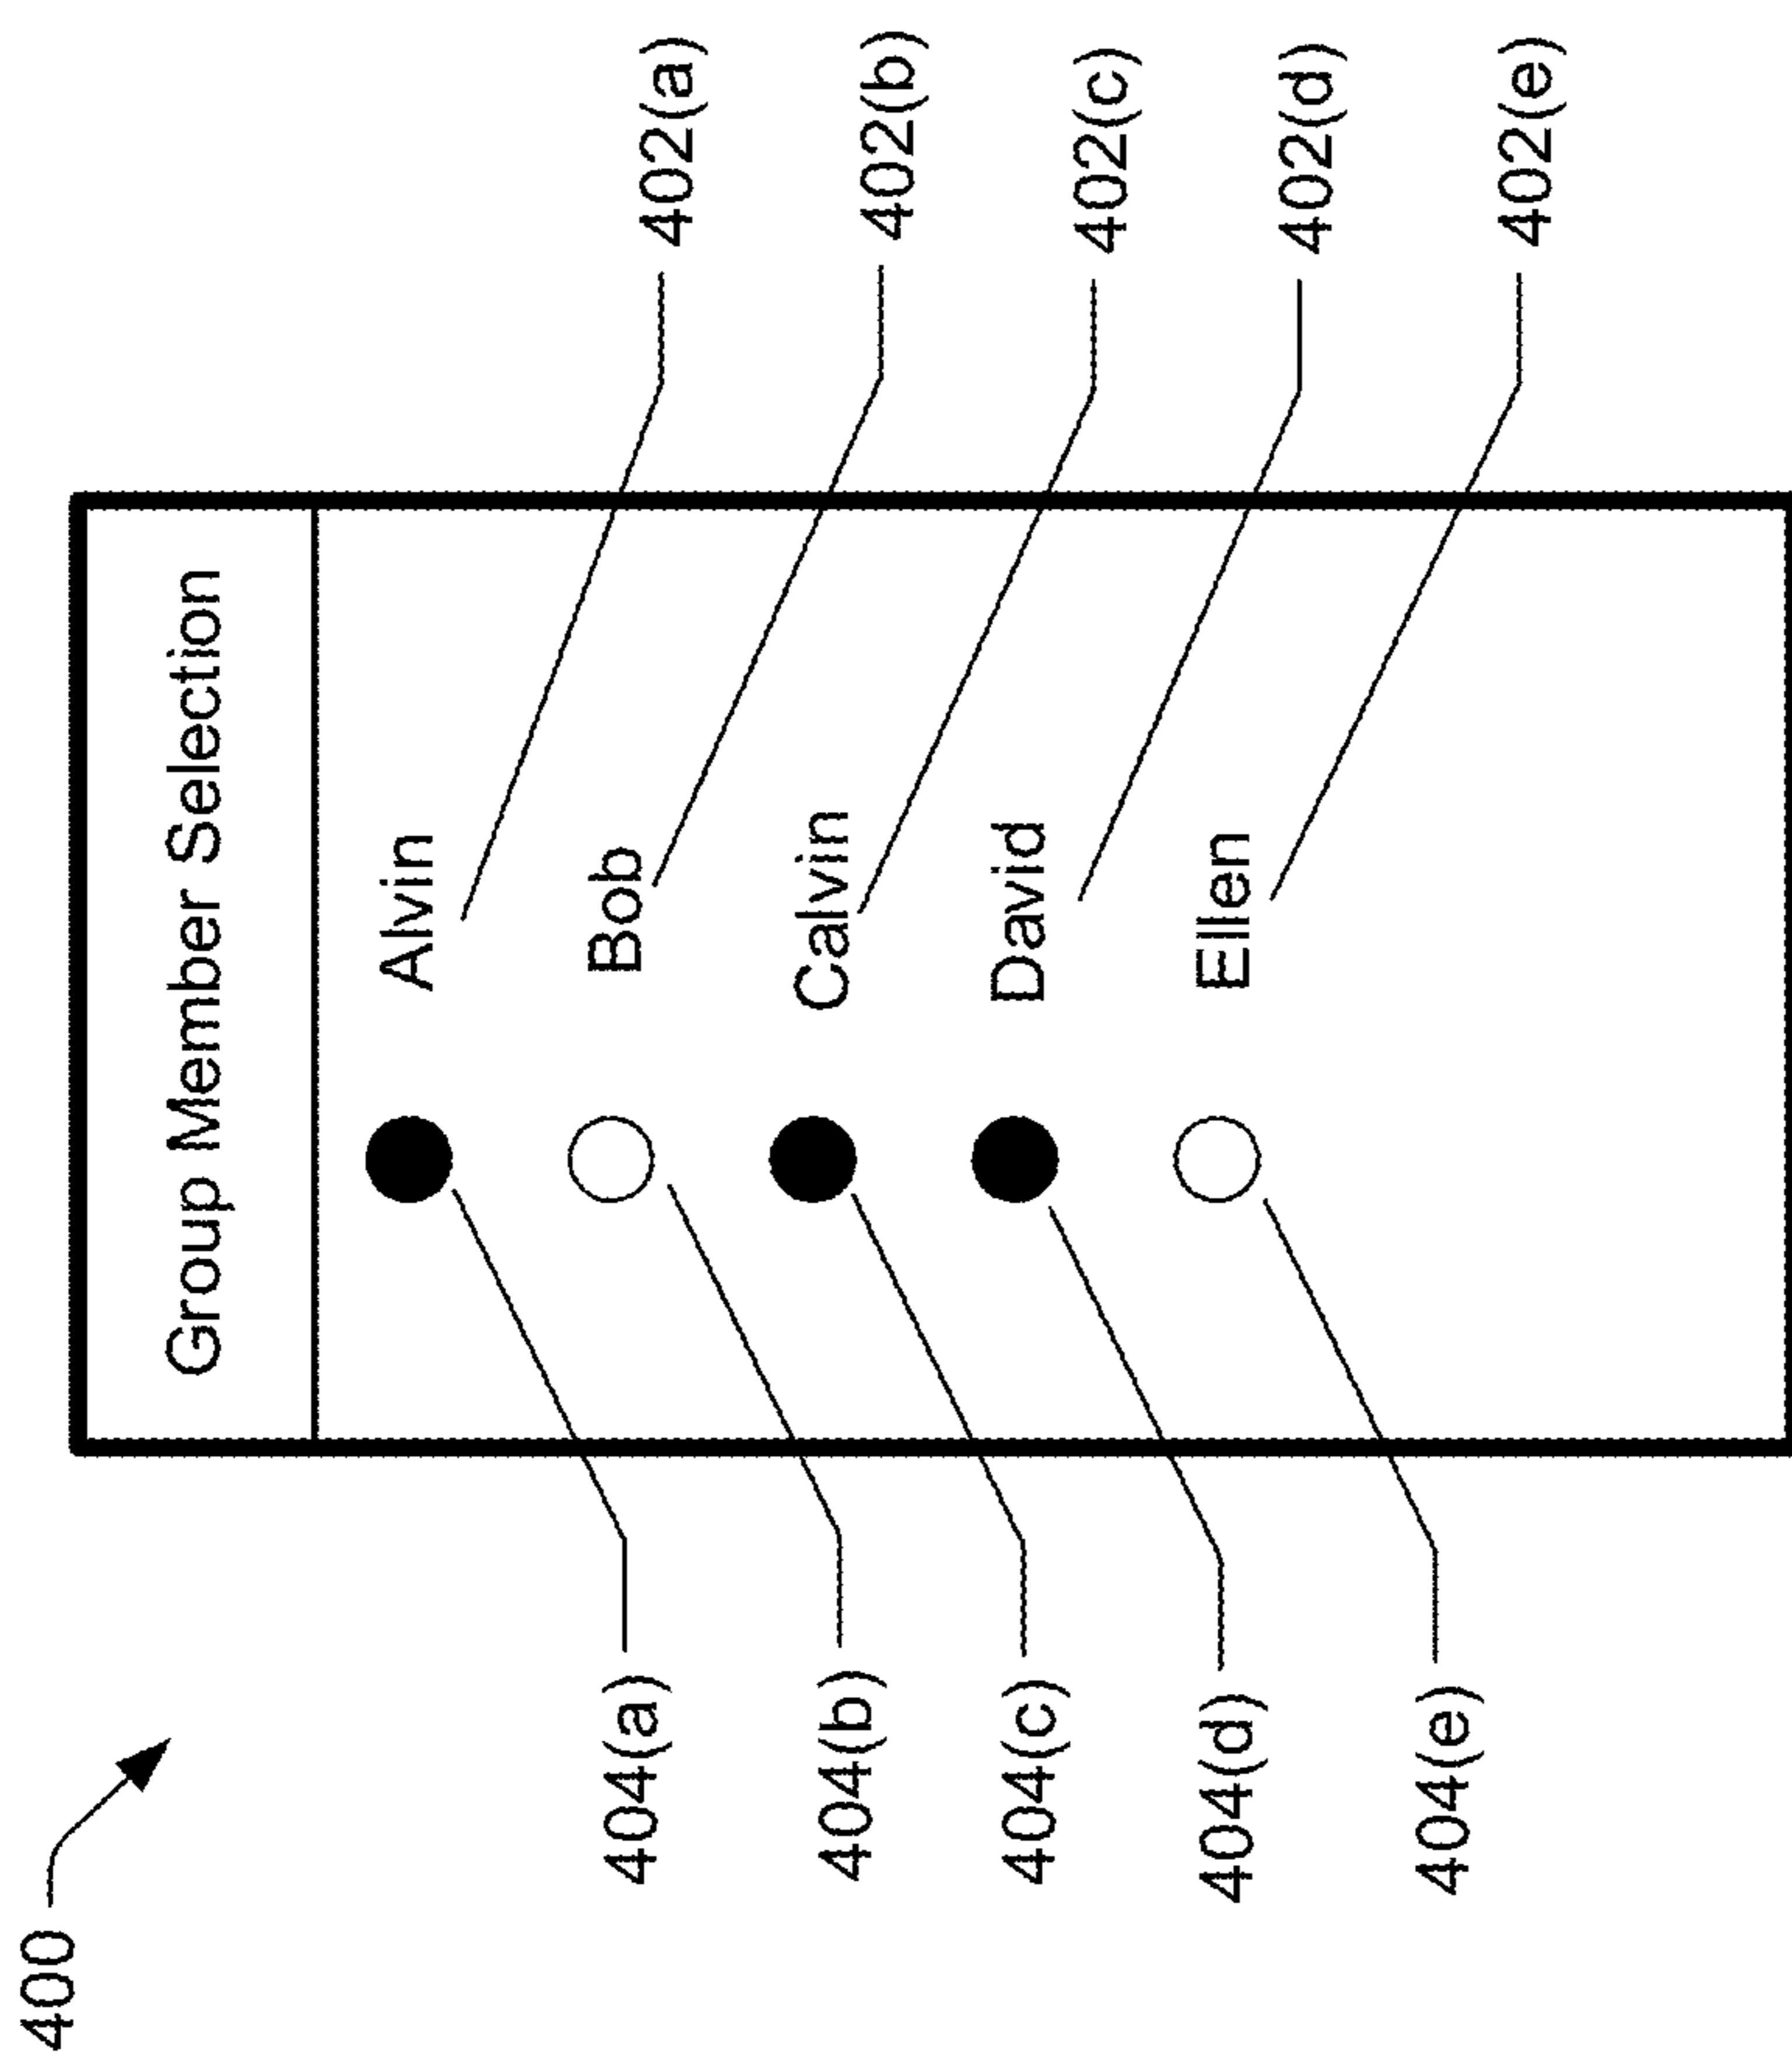 400
Group Member Selection
Alvin
402(a)
404(a)
Bob
402(b)
404(b)
Calvin
402(c)
404(c)
David
402(d)
404(d)
Ellen
402(e)
404(e)